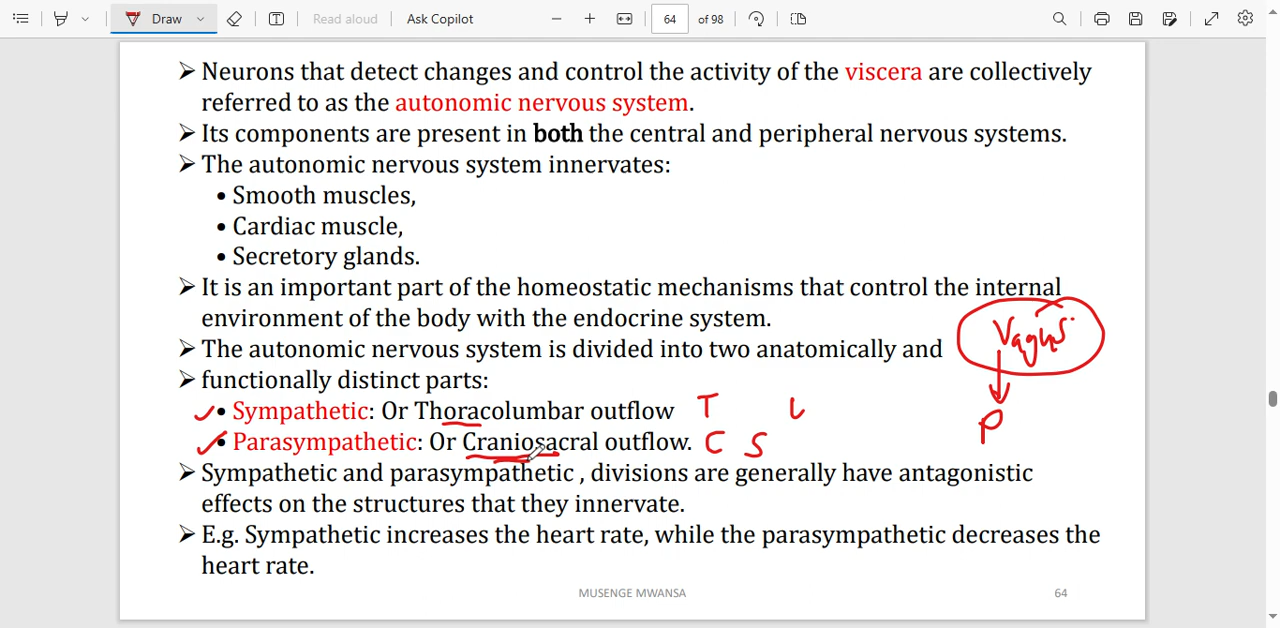 Draw
Read aloud
Ask Copilot
64
of 98
➤ Neurons that detect changes and control the activity of the viscera are collectively
referred to as the autonomic nervous system.
➤ Its components are present in both the central and peripheral nervous systems.
➤ The autonomic nervous system innervates:
• Smooth muscles,
• Cardiac muscle,
• Secretory glands.
➤ It is an important part of the homeostatic mechanisms that control the internal
environment of the body with the endocrine system.
Vagus
➤ The autonomic nervous system is divided into two anatomically and
➤ functionally distinct parts:
• Sympathetic: Or Thoracolumbar outflow T L
P
• Parasympathetic: Or Craniosacral outflow. C S
➤ Sympathetic and parasympathetic , divisions are generally have antagonistic
effects on the structures that they innervate.
➤ E.g. Sympathetic increases the heart rate, while the parasympathetic decreases the
heart rate.
MUSENGE MWANSA
64